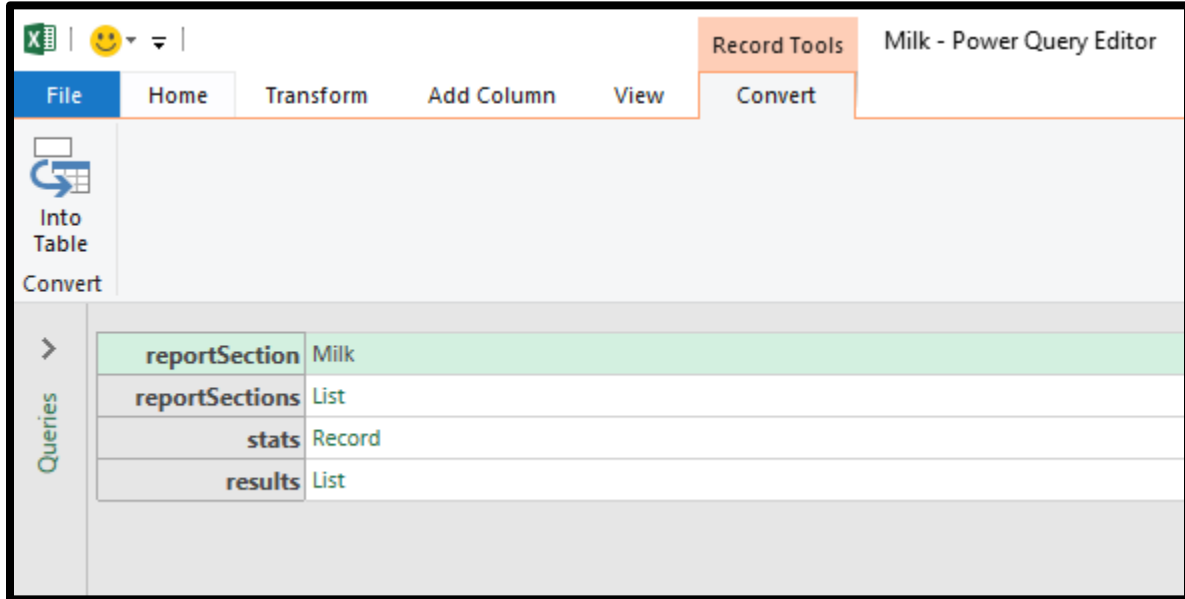 Record Tools Milk - Power Query Editor
File Home Transform Add Column View Convert
Into
Table
Convert
Queries
reportSection Milk
reportSections List
stats Record
results List